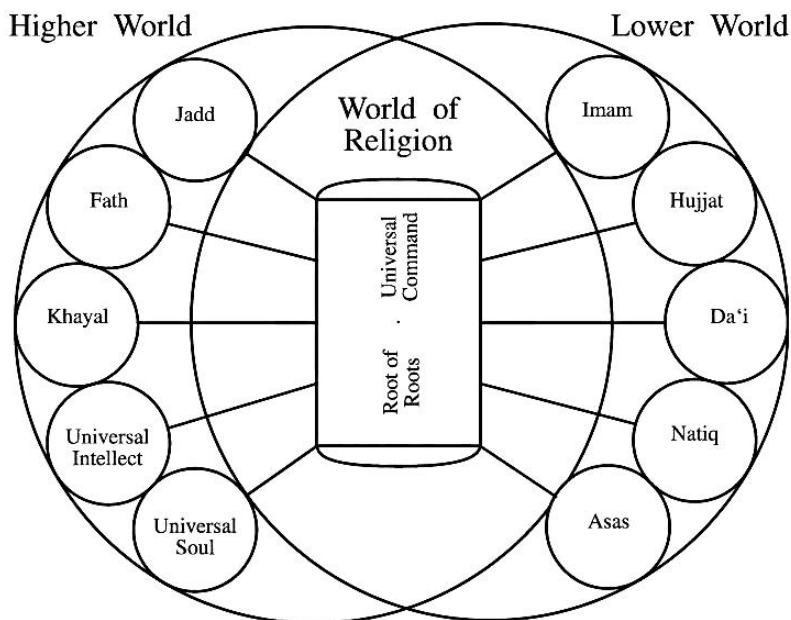 Higher World
Lower World
World of
Religion
Jadd
Fath
Khayal
Universal
Intellect
Universal
Soul
Universal
Command
.
Root of
Roots
Imam
Hujjat
Da‘i
Natiq
Asas